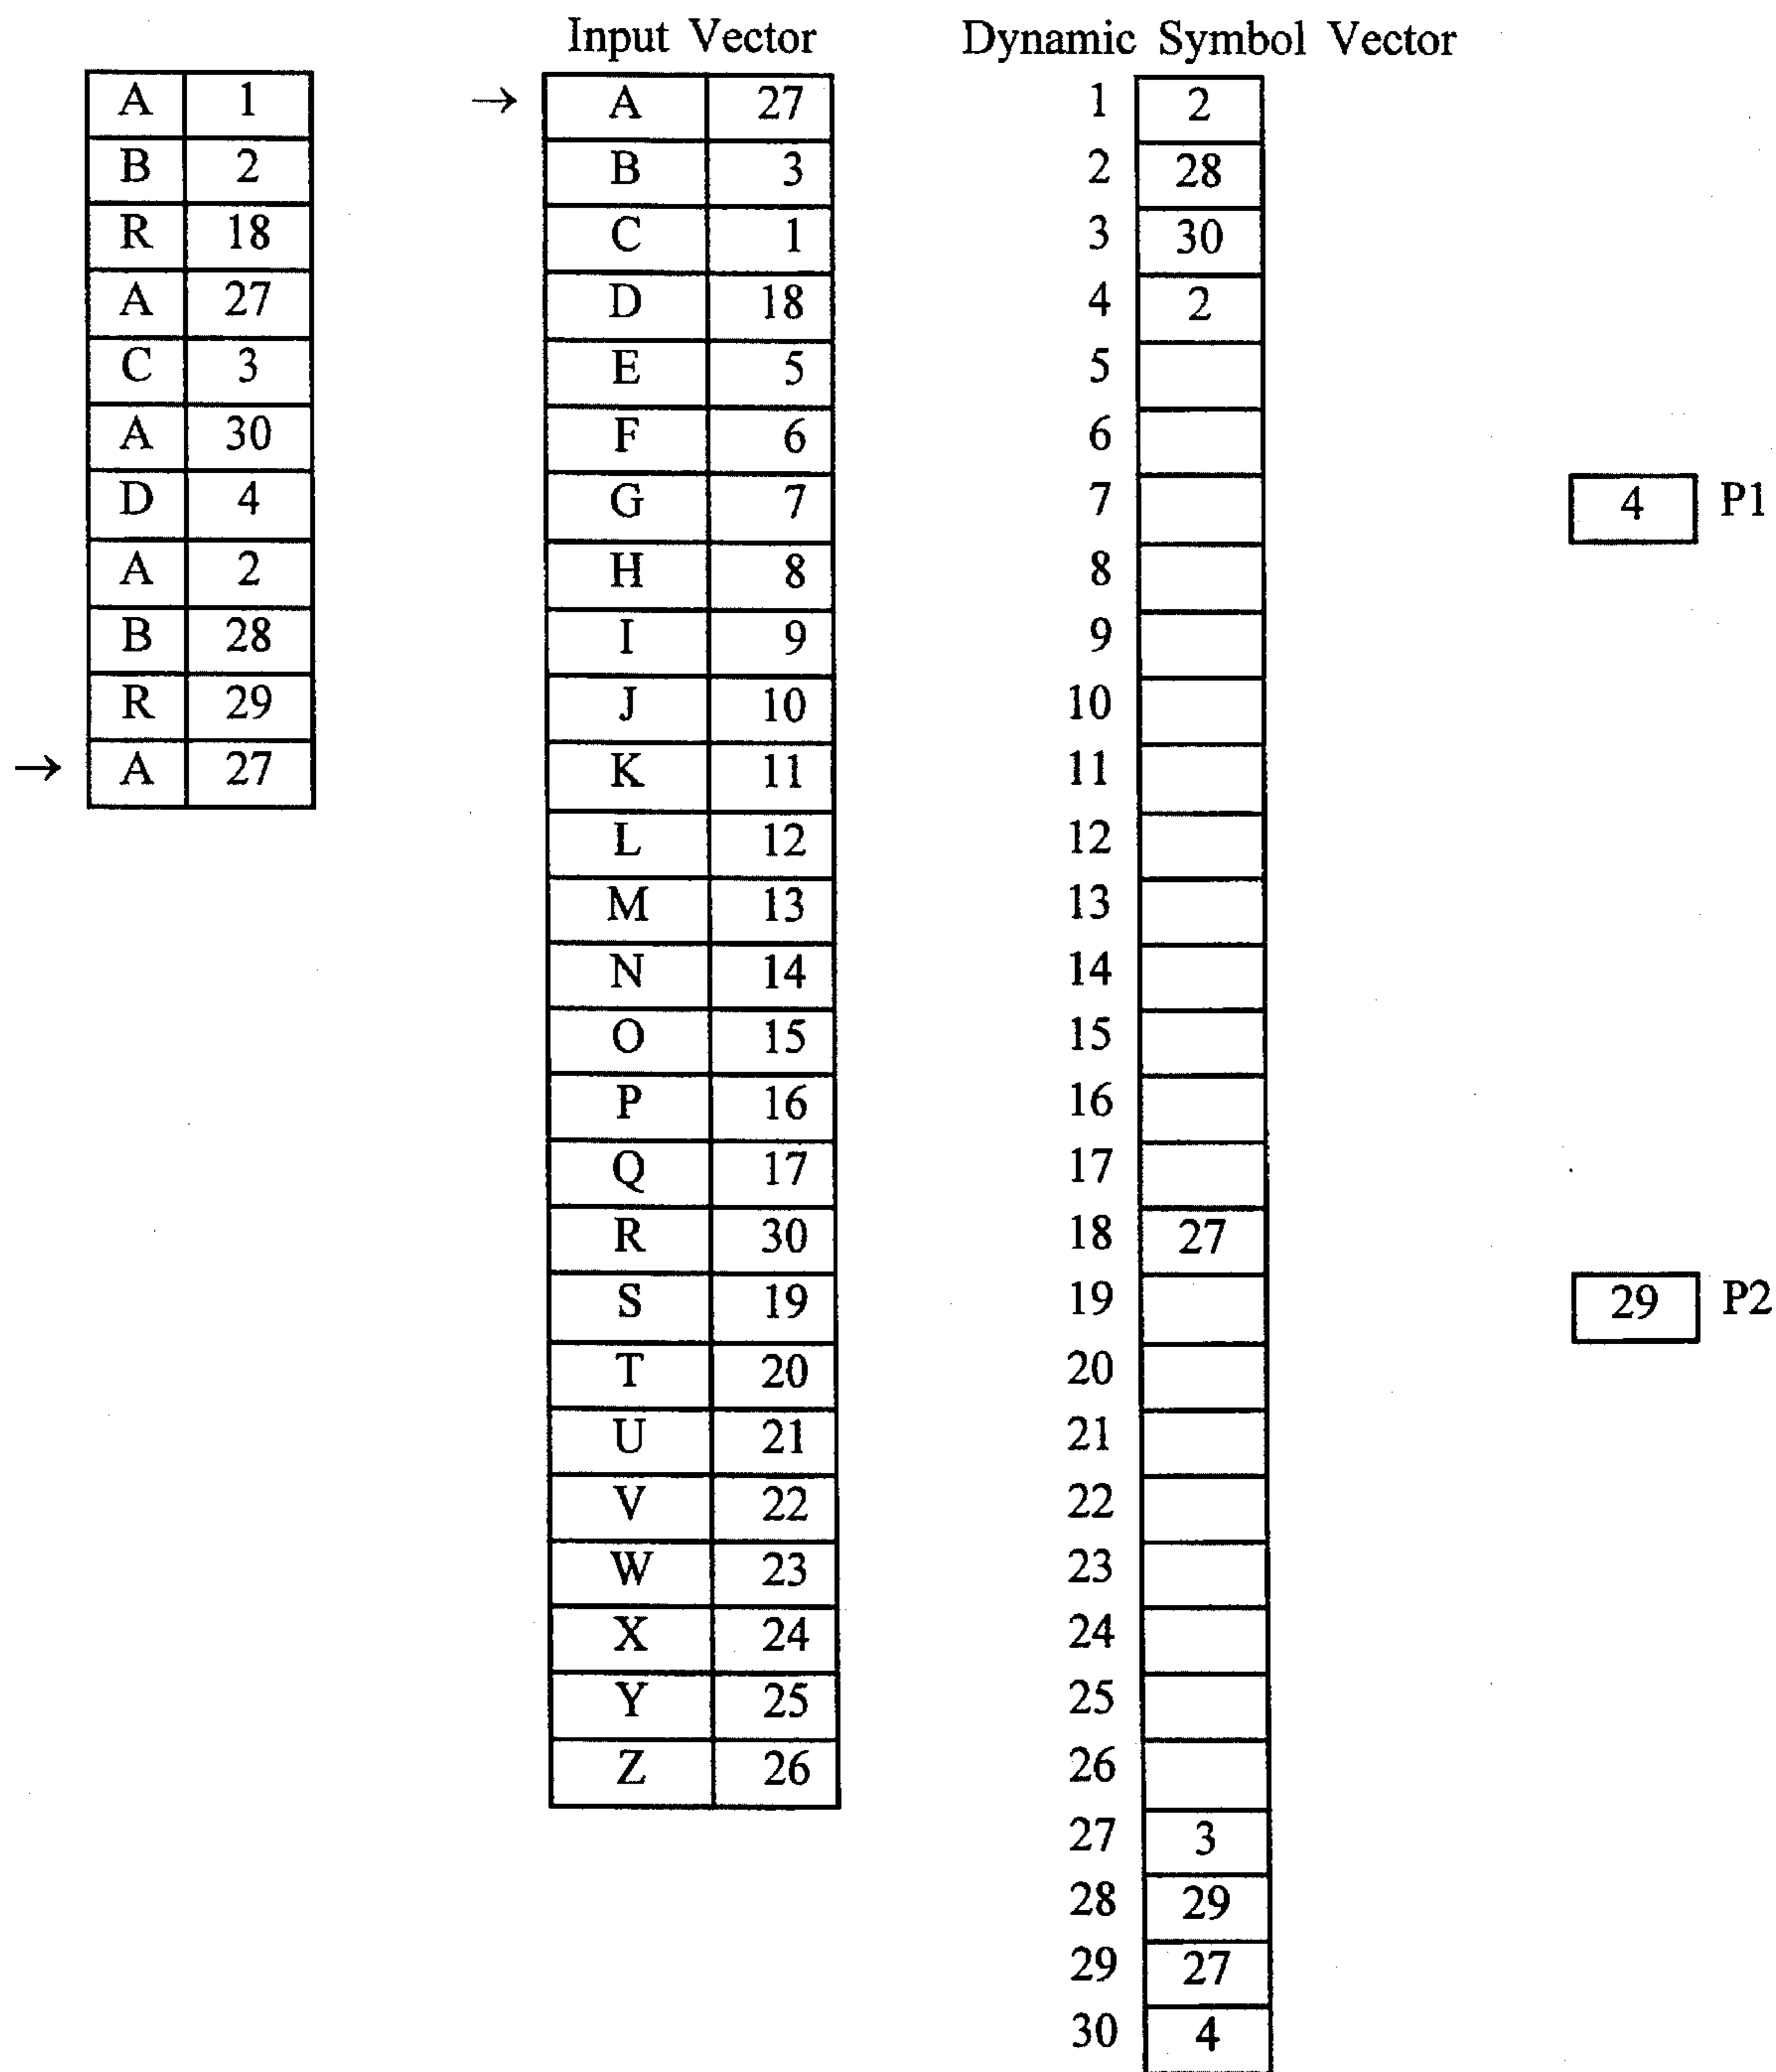 Input Vector Dynamic Symbol Vector
A 1 → A 27 1 2
B 2 B 3 2 28
R 18 C 1 3 30
A 27 D 18 4 2
C 3 E 5 5
A 30 F 6 6
D 4 G 7 7 4 P1
A 2 H 8 8
B 28 I 9 9
R 29 J 10 10
→ A 27 K 11 11
L 12 12
M 13 13
N 14 14
O 15 15
P 16 16
Q 17 17
R 30 18 27
S 19 19 29 P2
T 20 20
U 21 21
V 22 22
W 23 23
X 24 24
Y 25 25
Z 26 26
27 3
28 29
29 27
30 4